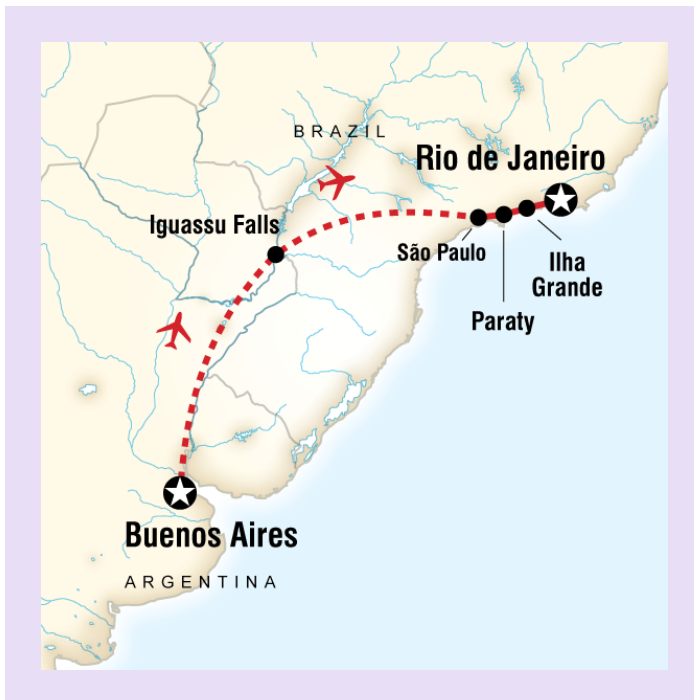 BRAZIL
Rio de Janeiro
Iguassu Falls
São Paulo
Ilha
Grande
Paraty
Buenos Aires
ARGENTINA